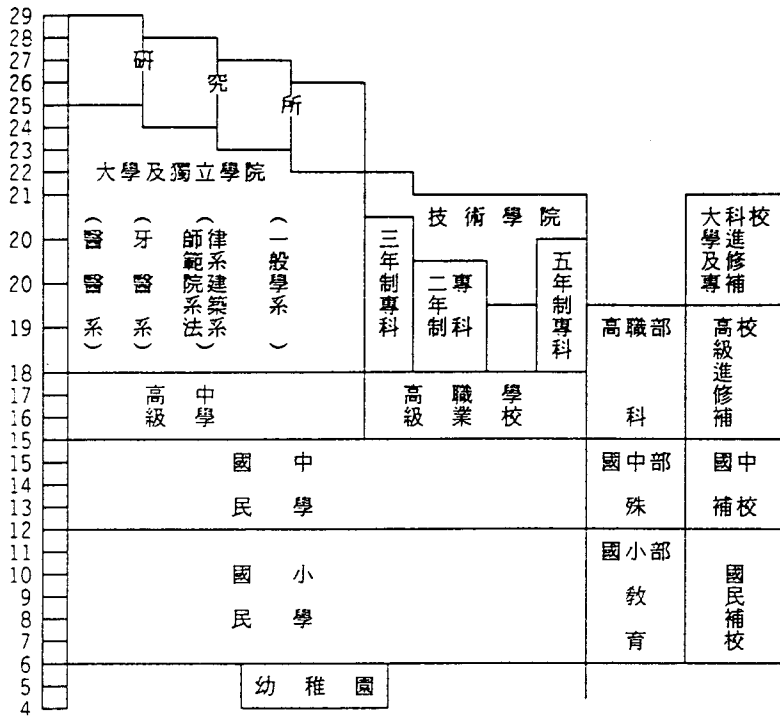 29
28
27
26
25
24
23
22
21
20
20
19
18
17
16
15
15
14
13
12
11
10
9
8
7
6
5
4
研究所
大學及獨立學院
(醫醫系)
(牙醫系)
(律系建築系
師範院系法)
(一般學系)
技術學院
三年制專科
二年制
專科
五年制專科
高級
中學
高級
職業
學校
國民
中學
國民
小學
幼稚園
高職部
科
國中部
殊
國小部
教
育
大學及專
科進修補
校
高級進修補
校
國中
補校
國民補校